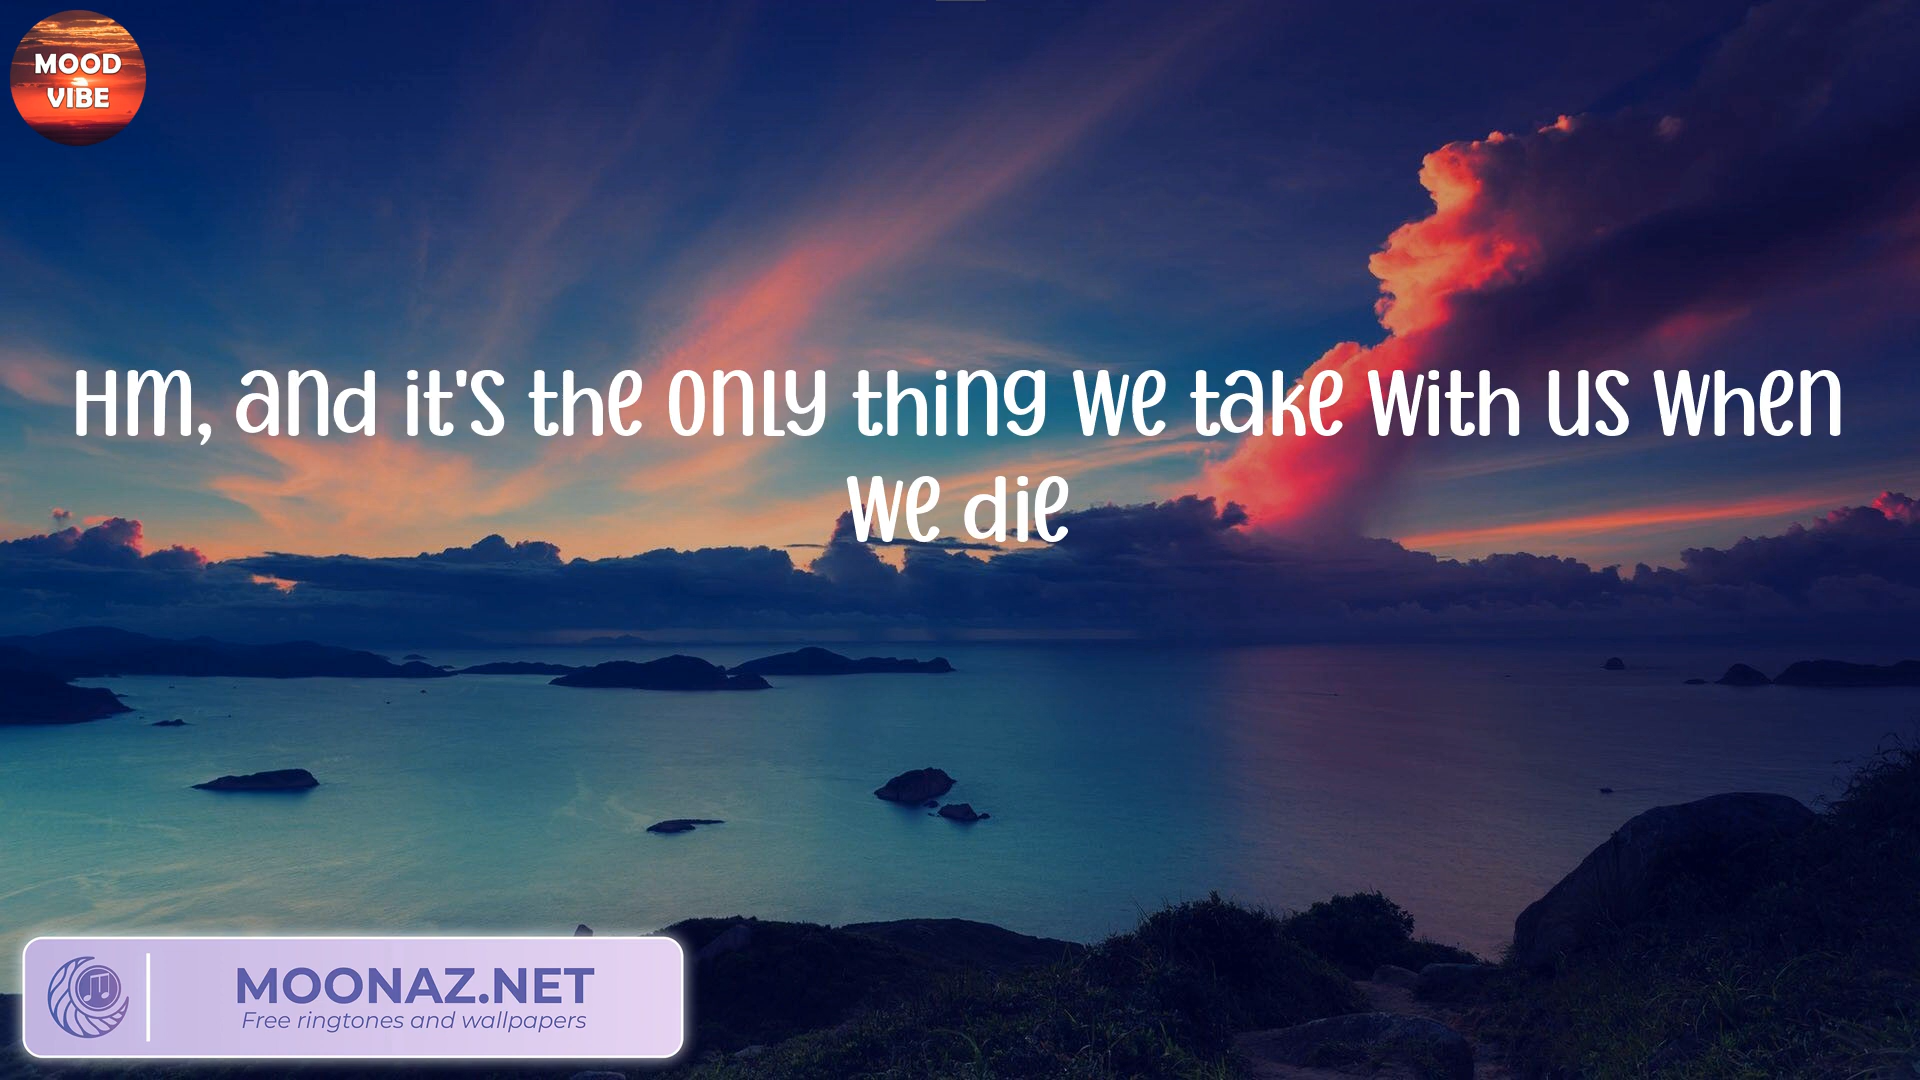 MOOD
VIBE
Hm, and it's the only thing we take with us when
we die
MOONAZ.NET
Free ringtones and wallpapers